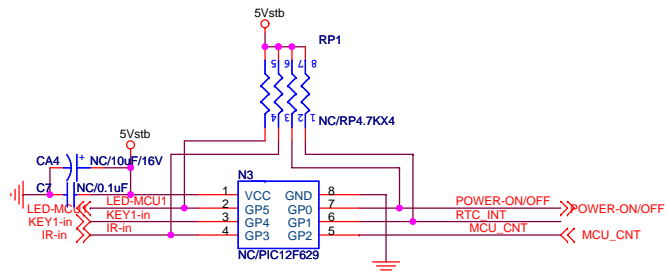 5Vstb
RP1
8 7 6 5
1 2 3 4
NC/RP4.7KX4
5Vstb
CA4
+
NC/10uF/16V
C7
NC/0.1uF
N3
1 VCC GND 8
2 GP5 GP0 7
3 GP4 GP1 6
4 GP3 GP2 5
NC/PIC12F629
LED-MCU1
KEY1-in
KEY1-in
IR-in
IR-in
POWER-ON/OFF
POWER-ON/OFF
RTC_INT
MCU_CNT
MCU_CNT